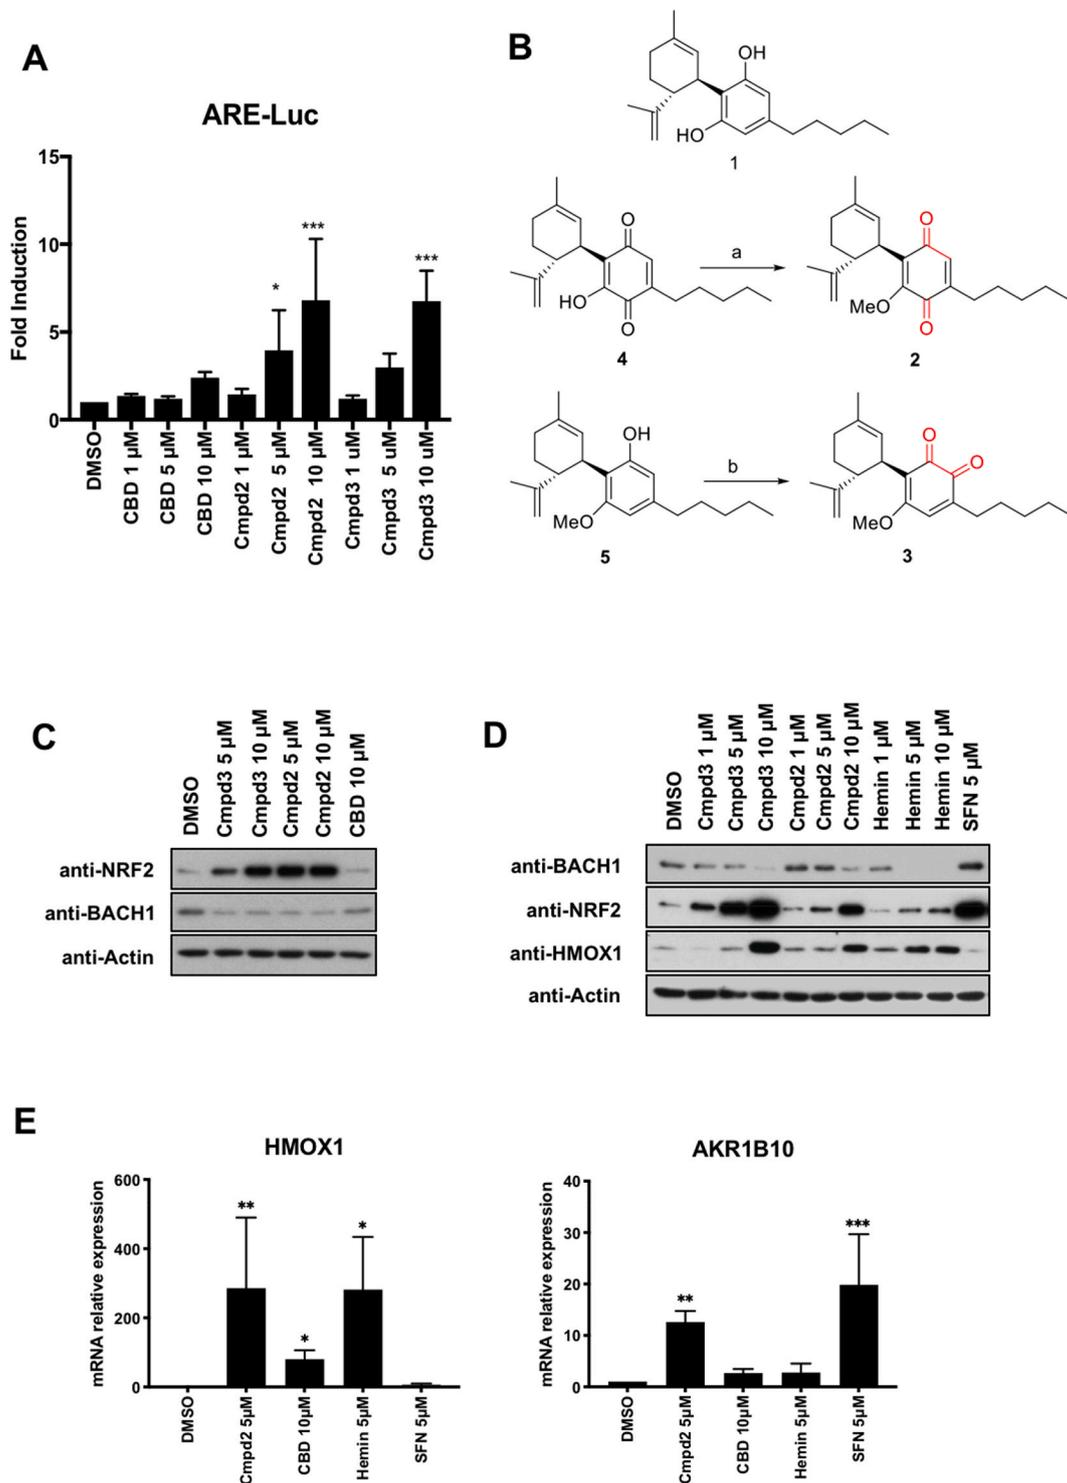 A
ARE-Luc
Fold Induction
15
10
5
0
*
***
***
DMSO
CBD 1 µM
CBD 5 µM
CBD 10 µM
Cmpd2 1 µM
Cmpd2 5 µM
Cmpd2 10 µM
Cmpd3 1 uM
Cmpd3 5 uM
Cmpd3 10 uM
B
OH
HO
1
O
HO
O
4
a
O
MeO
O
2
OH
MeO
5
b
O
O
MeO
3
C
DMSO
Cmpd3 5 µM
Cmpd3 10 µM
Cmpd2 5 µM
Cmpd2 10 µM
CBD 10 µM
anti-NRF2
anti-BACH1
anti-Actin
D
DMSO
Cmpd3 1 µM
Cmpd3 5 µM
Cmpd3 10 µM
Cmpd2 1 µM
Cmpd2 5 µM
Cmpd2 10 µM
Hemin 1 µM
Hemin 5 µM
Hemin 10 µM
SFN 5 µM
anti-BACH1
anti-NRF2
anti-HMOX1
anti-Actin
E
HMOX1
mRNA relative expression
600
400
200
0
**
*
*
DMSO
Cmpd2 5µM
CBD 10µM
Hemin 5µM
SFN 5µM
AKR1B10
mRNA relative expression
40
30
20
10
0
**
***
DMSO
Cmpd2 5µM
CBD 10µM
Hemin 5µM
SFN 5µM